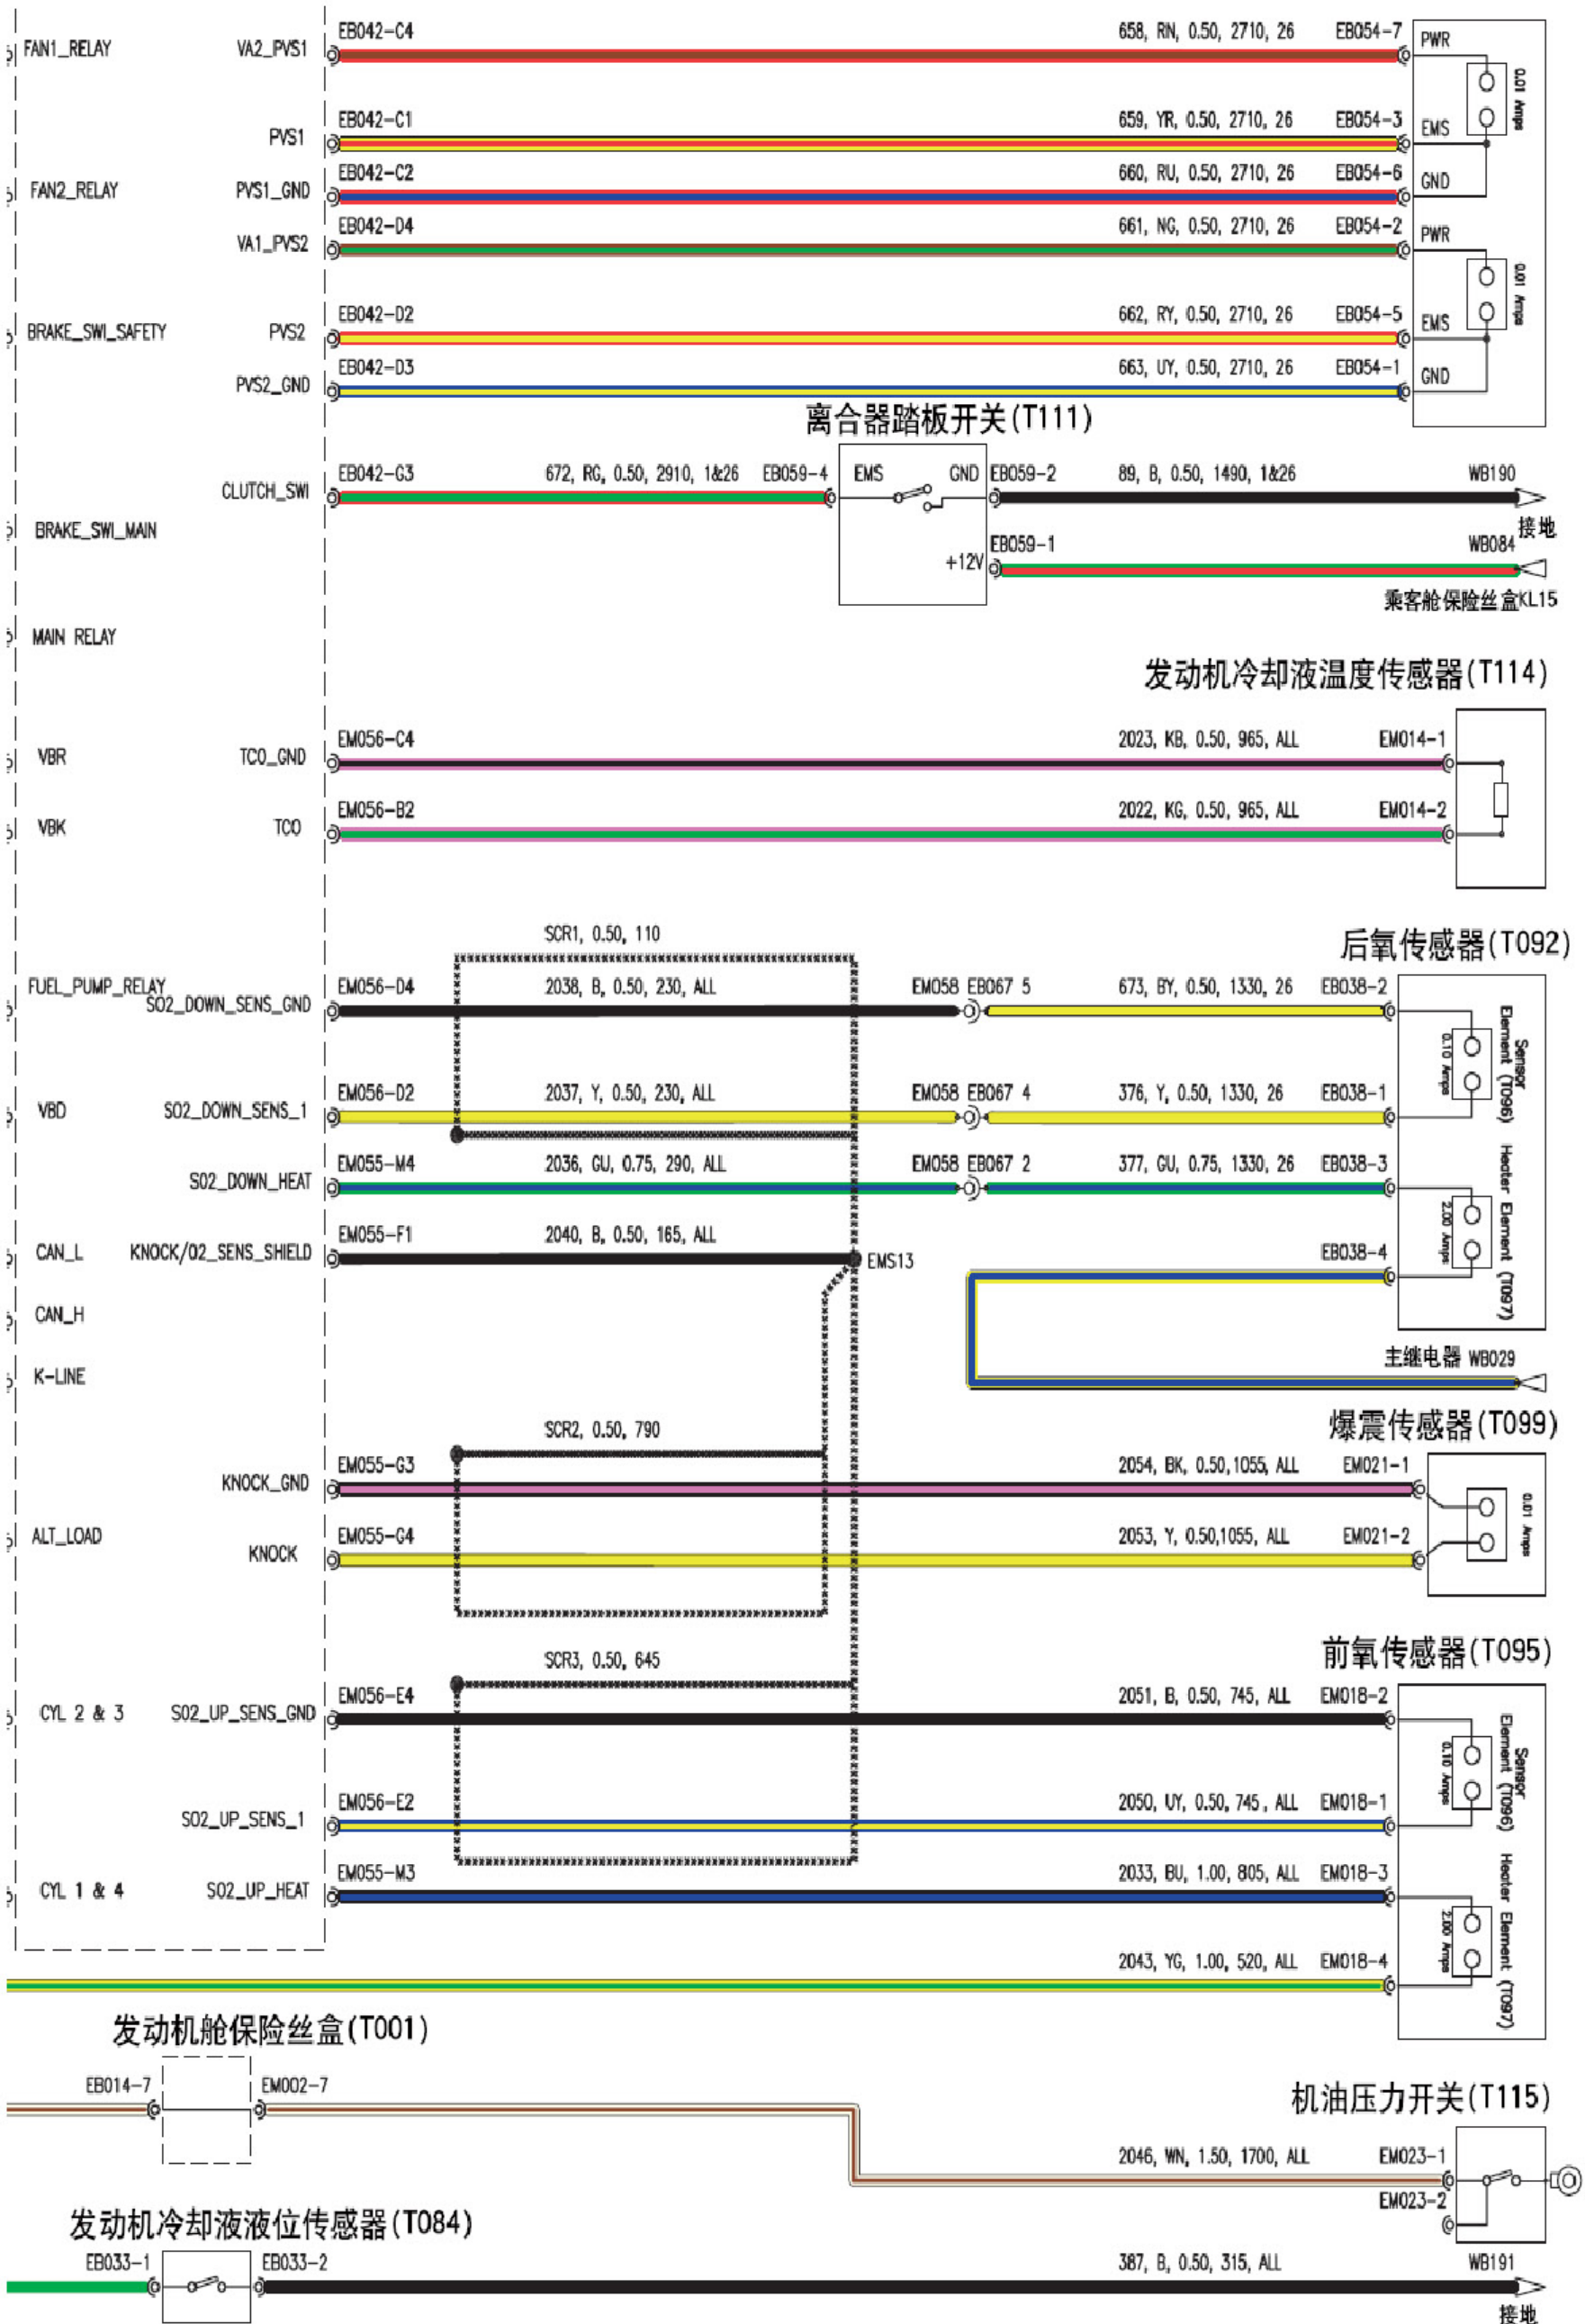 EB042-C4 658, RN, 0.50, 2710, 26 EB054-7
FAN1_RELAY VA2_PVS1 PWR
0.01 Amps
EB042-C1 659, YR, 0.50, 2710, 26 EB054-3
PVS1 EMS
EB042-C2 660, RU, 0.50, 2710, 26 EB054-6
FAN2_RELAY PVS1_GND GND
EB042-D4 661, NG, 0.50, 2710, 26 EB054-2
VA1_PVS2 PWR
0.01 Amps
EB042-D2 662, RY, 0.50, 2710, 26 EB054-5
BRAKE_SWI_SAFETY PVS2 EMS
EB042-D3 663, UY, 0.50, 2710, 26 EB054-1
PVS2_GND GND
离合器踏板开关(T111)
EB042-G3 672, RG, 0.50, 2910, 1&26 EB059-4 EMS GND EB059-2 89, B, 0.50, 1490, 1&26 WB190
CLUTCH_SWI
接地
BRAKE_SWI_MAIN
EB059-1 WB084
+12V
乘客舱保险丝盒KL15
MAIN RELAY
发动机冷却液温度传感器(T114)
EM056-C4 2023, KB, 0.50, 965, ALL EM014-1
VBR TCO_GND
EM056-B2 2022, KG, 0.50, 965, ALL EM014-2
VBK TCO
SCR1, 0.50, 110
后氧传感器(T092)
FUEL_PUMP_RELAY EM056-D4 2038, B, 0.50, 230, ALL EM058 EB067 5 673, BY, 0.50, 1330, 26 EB038-2
SO2_DOWN_SENS_GND
Sensor
Element (T096)
0.10 Amps
EM056-D2 2037, Y, 0.50, 230, ALL EM058 EB067 4 376, Y, 0.50, 1330, 26 EB038-1
VBD SO2_DOWN_SENS_1
EM055-M4 2036, GU, 0.75, 290, ALL EM058 EB067 2 377, GU, 0.75, 1330, 26 EB038-3
SO2_DOWN_HEAT
Heater Element (T097)
2.00 Amps
EM055-F1 2040, B, 0.50, 165, ALL
CAN_L KNOCK/O2_SENS_SHIELD EMS13 EB038-4
CAN_H
主继电器 WB029
K-LINE
爆震传感器(T099)
SCR2, 0.50, 790
EM055-G3 2054, BK, 0.50,1055, ALL EM021-1
KNOCK_GND
0.01 Amps
EM055-G4 2053, Y, 0.50,1055, ALL EM021-2
ALT_LOAD KNOCK
前氧传感器(T095)
SCR3, 0.50, 645
EM056-E4 2051, B, 0.50, 745, ALL EM018-2
CYL 2 & 3 SO2_UP_SENS_GND
Sensor
Element (T096)
0.10 Amps
EM056-E2 2050, UY, 0.50, 745, ALL EM018-1
SO2_UP_SENS_1
EM055-M3 2033, BU, 1.00, 805, ALL EM018-3
CYL 1 & 4 SO2_UP_HEAT
Heater Element (T097)
2.00 Amps
2043, YG, 1.00, 520, ALL EM018-4
发动机舱保险丝盒(T001)
EB014-7 EM002-7
机油压力开关(T115)
2046, WN, 1.50, 1700, ALL EM023-1
EM023-2
发动机冷却液液位传感器(T084)
EB033-1 EB033-2 387, B, 0.50, 315, ALL WB191
接地